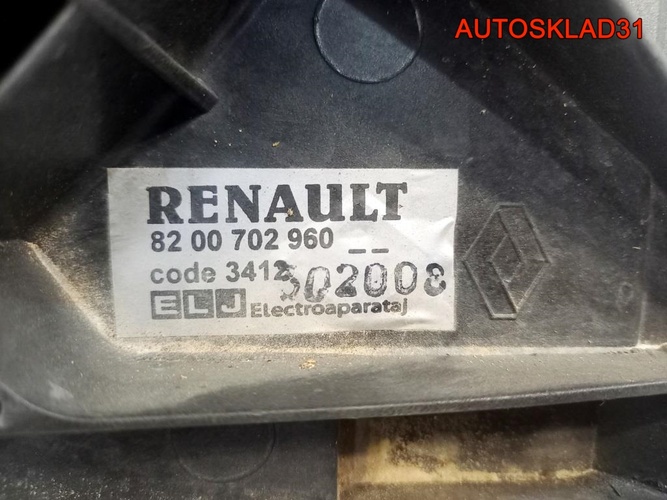 AUTOSKLAD31
RENAULT
82 00 702 960 _ _
code 3412
302008
ELJ Electroaparataj